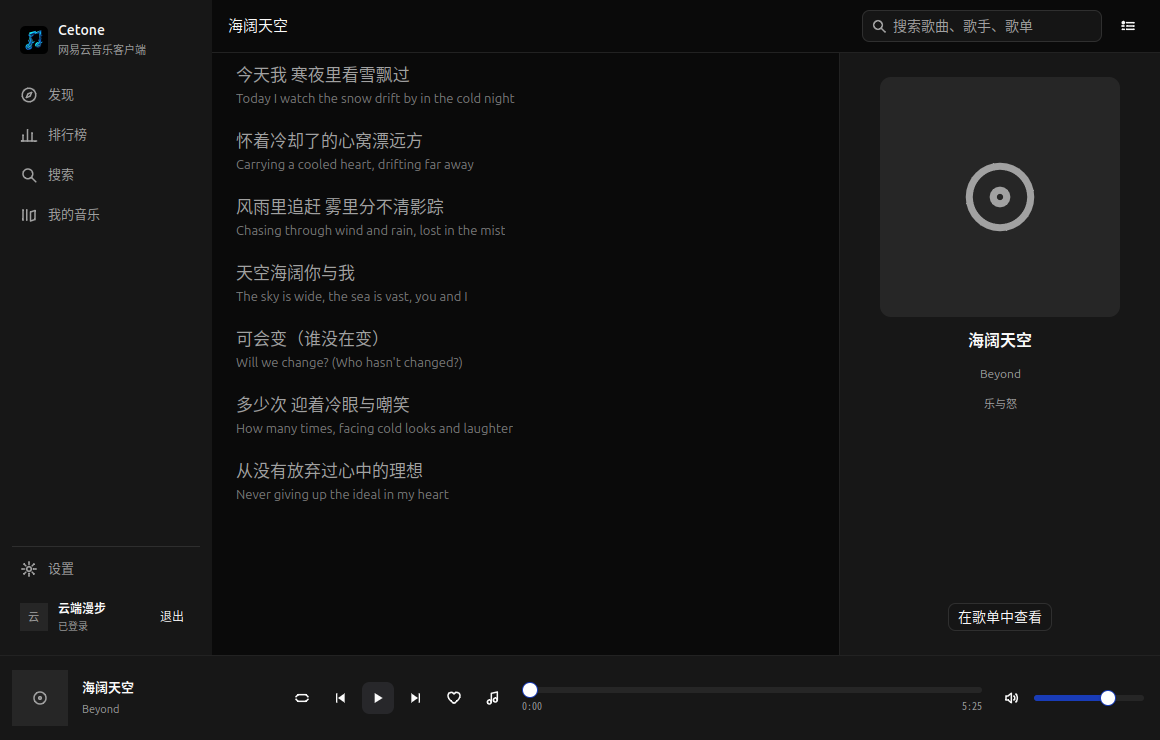 Cetone
网易云音乐客户端
发现
排行榜
搜索
我的音乐
设置
云
云端漫步
已登录
退出
海阔天空
搜索歌曲、歌手、歌单
今天我 寒夜里看雪飘过
Today I watch the snow drift by in the cold night
怀着冷却了的心窝漂远方
Carrying a cooled heart, drifting far away
风雨里追赶 雾里分不清影踪
Chasing through wind and rain, lost in the mist
天空海阔你与我
The sky is wide, the sea is vast, you and I
可会变（谁没在变）
Will we change? (Who hasn't changed?)
多少次 迎着冷眼与嘲笑
How many times, facing cold looks and laughter
从没有放弃过心中的理想
Never giving up the ideal in my heart
海阔天空
Beyond
乐与怒
在歌单中查看
海阔天空
Beyond
0:00
5:25